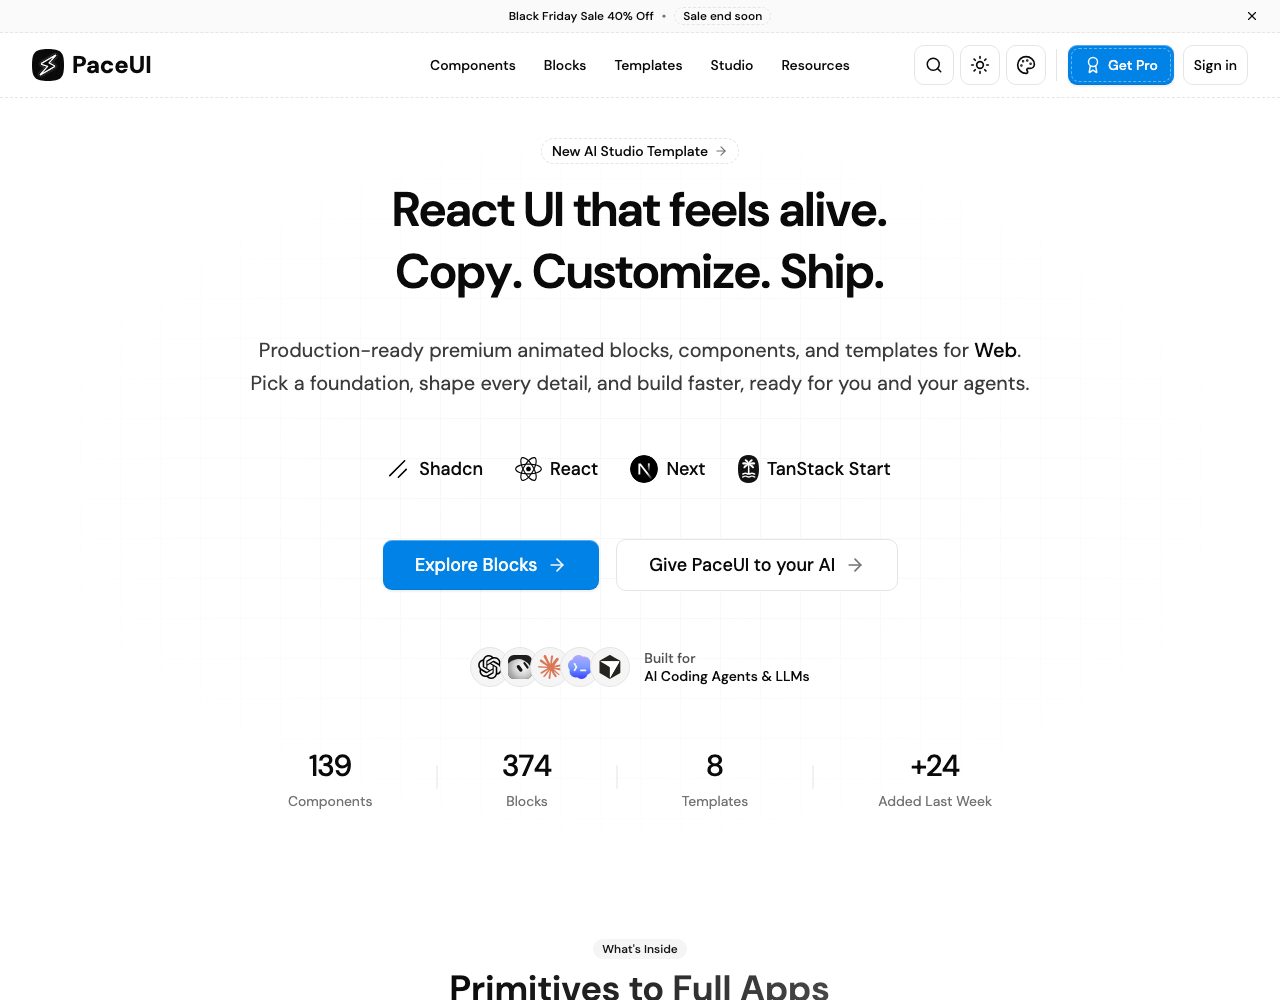 Black Friday Sale 40% Off • Sale end soon
PaceUI
Components Blocks Templates Studio Resources
Get Pro
Sign in
New AI Studio Template
React UI that feels alive.
Copy. Customize. Ship.
Production-ready premium animated blocks, components, and templates for Web.
Pick a foundation, shape every detail, and build faster, ready for you and your agents.
Shadcn React Next TanStack Start
Explore Blocks
Give PaceUI to your AI
Built for
AI Coding Agents & LLMs
139 374 8 +24
Components Blocks Templates Added Last Week
What's Inside
Primitives to Full Apps